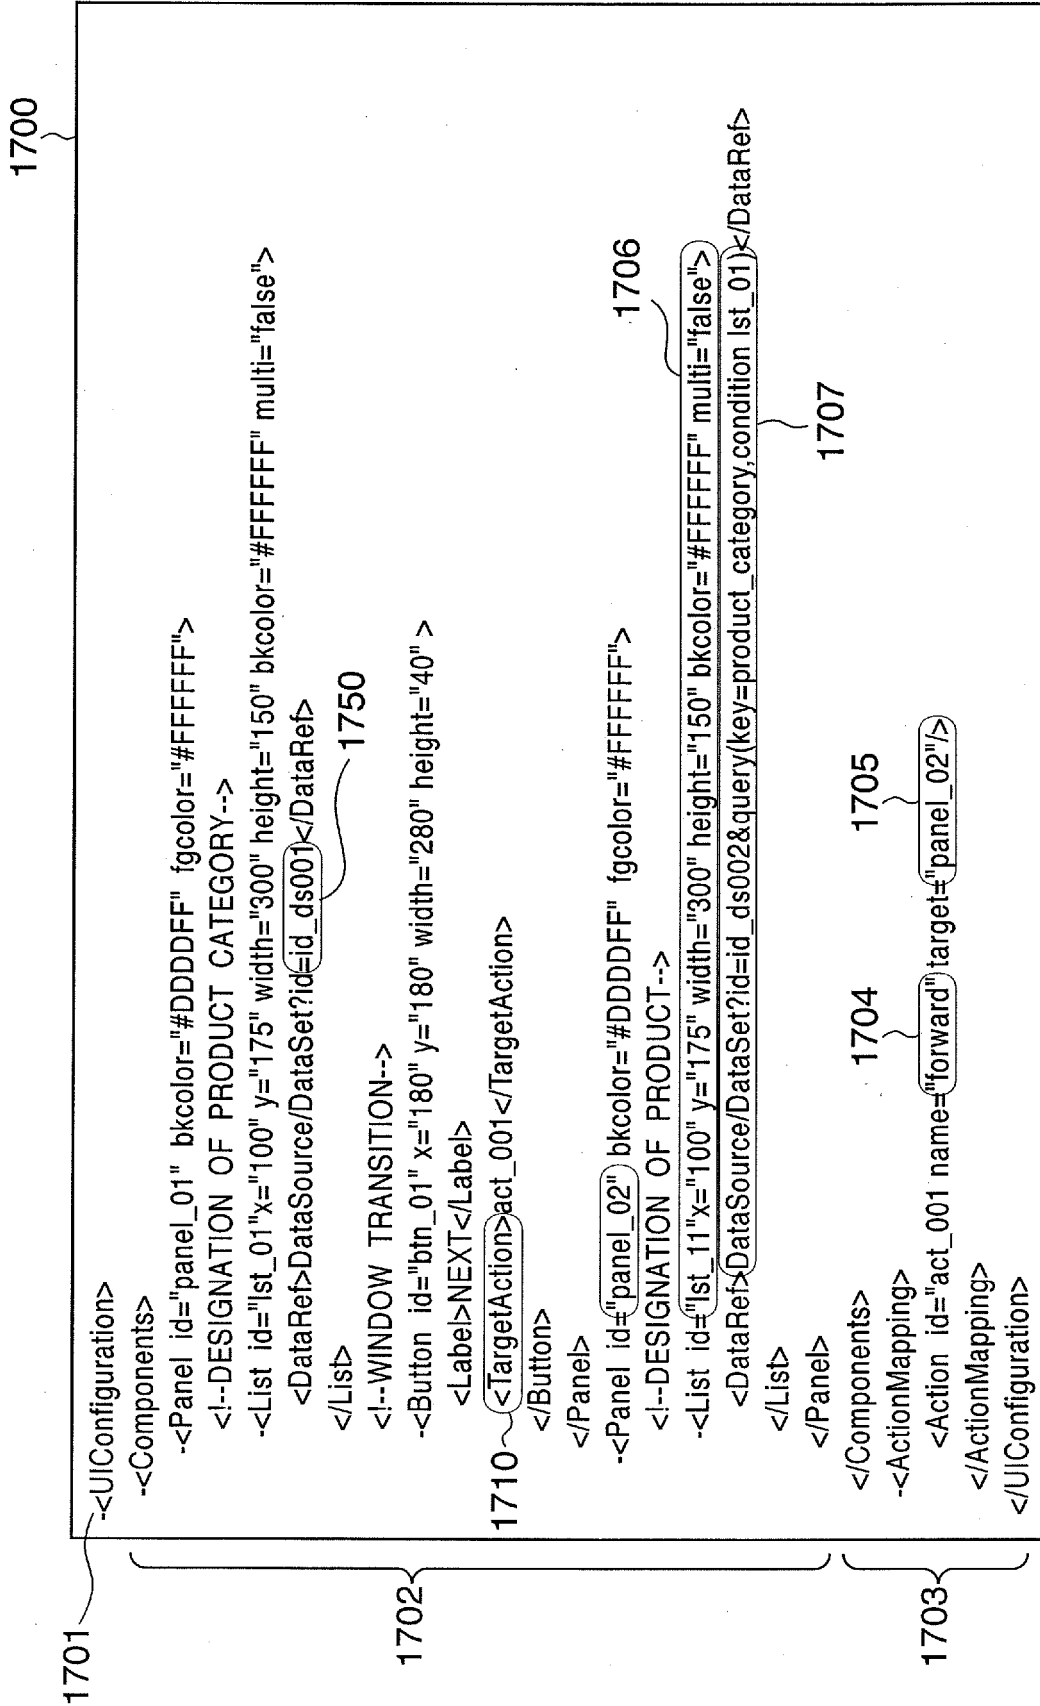 1700
1701
-<UIConfiguration>
-<Components>
-<Panel id="panel_01" bkcolor="#DDDDFF" fgcolor="#FFFFFF">
<!--DESIGNATION OF PRODUCT CATEGORY-->
-<List id="lst_01"x="100" y="175" width="300" height="150" bkcolor="#FFFFFF" multi="false">
<DataRef>DataSource/DataSet?id=id_ds001</DataRef>
1750
</List>
<!--WINDOW TRANSITION-->
1702
-<Button id="btn_01" x="180" y="180" width="280" height="40" >
<Label>NEXT</Label>
1710
<TargetAction>act_001</TargetAction>
</Button>
</Panel>
-<Panel id="panel_02" bkcolor="#DDDDFF" fgcolor="#FFFFFF">
1706
<!--DESIGNATION OF PRODUCT-->
-<List id="lst_11"x="100" y="175" width="300" height="150" bkcolor="#FFFFFF" multi="false">
<DataRef>DataSource/DataSet?id=id_ds002&query(key=product_category,condition lst_01)</DataRef>
1707
</List>
</Panel>
</Components>
1704
1705
-<ActionMapping>
1703
<Action id="act_001 name="forward" target="panel_02"/>
</ActionMapping>
</UIConfiguration>